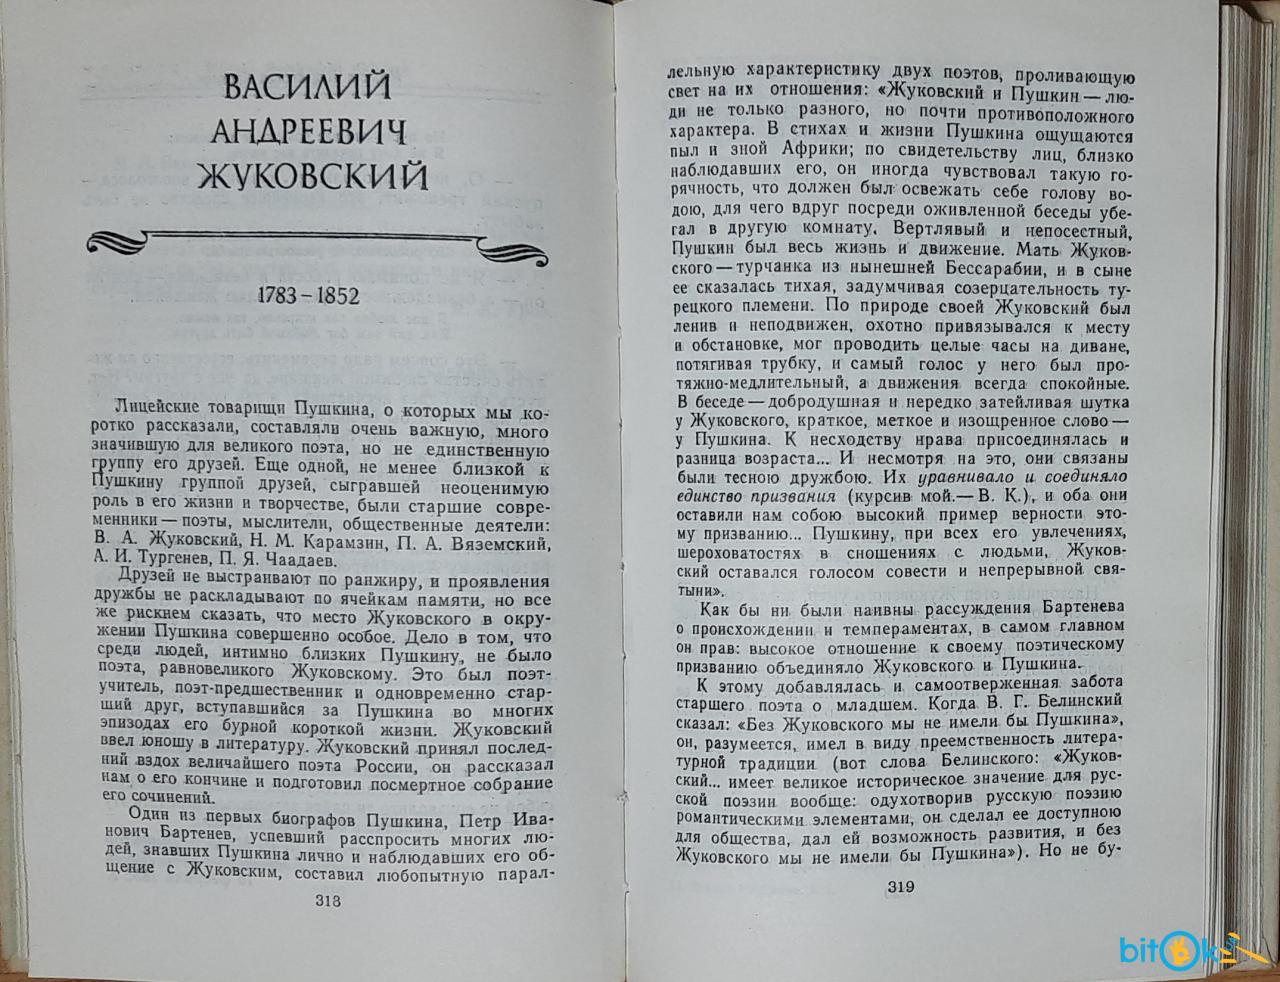 ВАСИЛИЙ
АНДРЕЕВИЧ
ЖУКОВСКИЙ
1783–1852
Лицейские товарищи Пушкина, о которых мы ко-
ротко рассказали, составляли очень важную, много
значившую для великого поэта, но не единственную
группу его друзей. Еще одной, не менее близкой к
Пушкину группой друзей, сыгравшей неоценимую
роль в его жизни и творчестве, были старшие совре-
менники — поэты, мыслители, общественные деятели:
В. А. Жуковский, Н. М. Карамзин, П. А. Вяземский,
А. И. Тургенев, П. Я. Чаадаев.
Друзей не выстраивают по ранжиру, и проявления
дружбы не раскладывают по ячейкам памяти, но все
же рискнем сказать, что место Жуковского в окру-
жении Пушкина совершенно особое. Дело в том, что
среди людей, интимно близких Пушкину, не было
поэта, равновеликого Жуковскому. Это был поэт-
учитель, поэт-предшественник и одновременно стар-
ший друг, вступавшийся за Пушкина во многих
эпизодах его бурной короткой жизни. Жуковский
ввел юношу в литературу. Жуковский принял послед-
ний вздох величайшего поэта России, он рассказал
нам о его кончине и подготовил посмертное собрание
его сочинений.
Один из первых биографов Пушкина, Петр Ива-
нович Бартенев, успевший расспросить многих лю-
дей, знавших Пушкина лично и наблюдавших его об-
щение с Жуковским, составил любопытную парал-
318
лельную характеристику двух поэтов, проливающую
свет на их отношения: «Жуковский и Пушкин — лю-
ди не только разного, но почти противоположного
характера. В стихах и жизни Пушкина ощущаются
пыл и зной Африки; по свидетельству лиц, близко
наблюдавших его, он иногда чувствовал такую го-
рячность, что должен был освежать себе голову во-
дою, для чего вдруг посреди оживленной беседы убе-
гал в другую комнату. Вертлявый и непосестный,
Пушкин был весь жизнь и движение. Мать Жуков-
ского — турчанка из нынешней Бессарабии, и в сыне
ее сказалась тихая, задумчивая созерцательность ту-
рецкого племени. По природе своей Жуковский был
ленив и неподвижен, охотно привязывался к месту
и обстановке, мог проводить целые часы на диване,
потягивая трубку, и самый голос у него был про-
тяжно-медлительный, а движения всегда спокойные.
В беседе — добродушная и нередко затейливая шутка
у Жуковского, краткое, меткое и изощренное слово —
у Пушкина. К несходству нрава присоединялась и
разница возраста... И несмотря на это, они связаны
были тесною дружбою. Их уравнивало и соединяло
единство призвания (курсив мой.— В. К.), и оба они
оставили нам собою высокий пример верности это-
му призванию... Пушкину, при всех его увлечениях,
шероховатостях в сношениях с людьми, Жуков-
ский оставался голосом совести и непрерывной свя-
тыни».
Как бы ни были наивны рассуждения Бартенева
о происхождении и темпераментах, в самом главном
он прав: высокое отношение к своему поэтическому
призванию объединяло Жуковского и Пушкина.
К этому добавлялась и самоотверженная забота
старшего поэта о младшем. Когда В. Г. Белинский
сказал: «Без Жуковского мы не имели бы Пушкина»,
он, разумеется, имел в виду преемственность литера-
турной традиции (вот слова Белинского: «Жуков-
ский... имеет великое историческое значение для рус-
ской поэзии вообще: одухотворив русскую поэзию
романтическими элементами, он сделал ее доступною
для общества, дал ей возможность развития, и без
Жуковского мы не имели бы Пушкина»). Но не бу-
319
bitOk